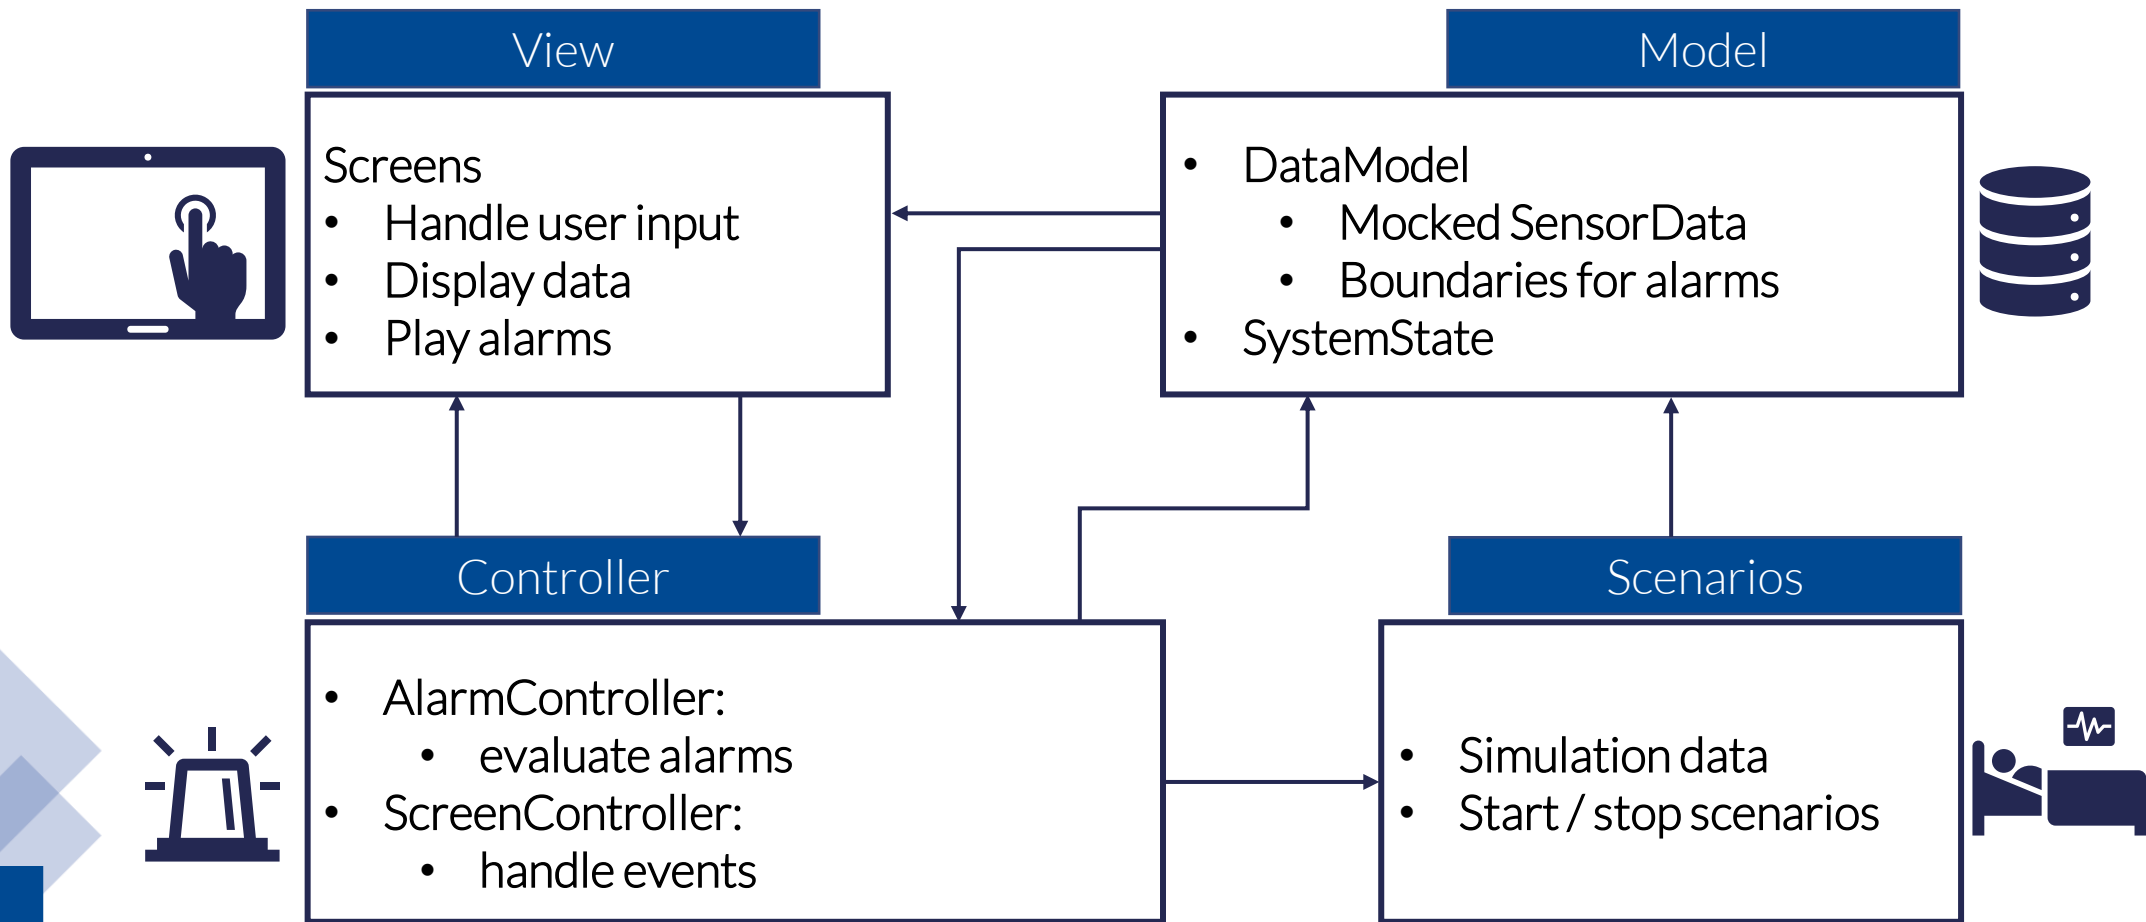 View
Screens
• Handle user input
• Display data
• Play alarms
Model
• DataModel
• Mocked SensorData
• Boundaries for alarms
• SystemState
Controller
• AlarmController:
• evaluate alarms
• ScreenController:
• handle events
Scenarios
• Simulation data
• Start / stop scenarios